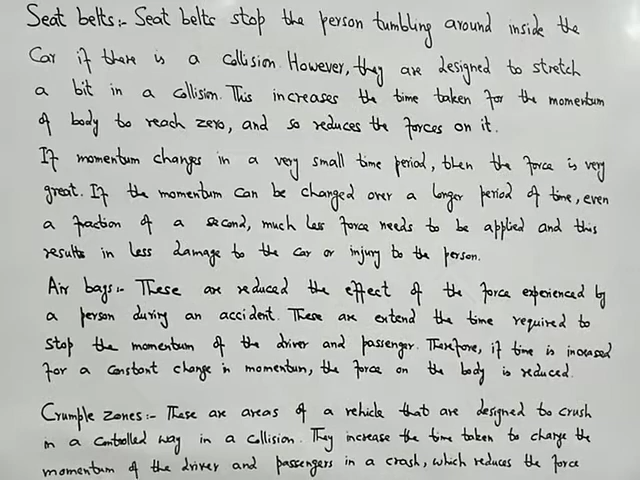 Seat belts:- Seat belts stop the person tumbling around inside the
Car if there is a collision. However, they are designed to stretch
a bit in a collision. This increases the time taken for the momentum
of body to reach zero, and so reduces the forces on it.
If momentum changes in a very small time period, then the force is very
great. If the momentum can be changed over a longer period of time, even
a fraction of a second, much less force needs to be applied and this
results in less damage to the car or injury to the person.
Air bags:- These are reduced the effect of the force experienced by
a person during an accident. These are extend the time required to
stop the momentum of the driver and passenger. Therefore, if time is increased
for a constant change in momentum, the force on the body is reduced.
Crumple zones:- These are areas of a vehicle that are designed to crush
in a controlled way in a collision. They increase the time taken to change the
momentum of the driver and passengers in a crash, which reduces the force